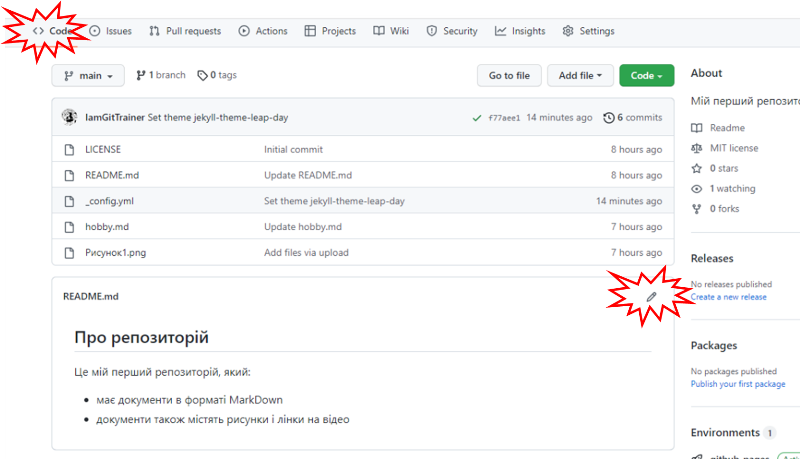 Code Issues Pull requests Actions Projects Wiki Security Insights Settings
main 1 branch 0 tags Go to file Add file Code
IamGitTrainer Set theme jekyll-theme-leap-day f77aee1 14 minutes ago 6 commits
LICENSE Initial commit 8 hours ago
README.md Update README.md 8 hours ago
_config.yml Set theme jekyll-theme-leap-day 14 minutes ago
hobby.md Update hobby.md 7 hours ago
Рисунок1.png Add files via upload 7 hours ago
README.md
Про репозиторій
Це мій перший репозиторій, який:
має документи в форматі MarkDown
документи також містять рисунки і лінки на відео
About
Мій перший репозиторі
Readme
MIT license
0 stars
1 watching
0 forks
Releases
No releases published
Create a new release
Packages
No packages published
Publish your first package
Environments 1
github-pages